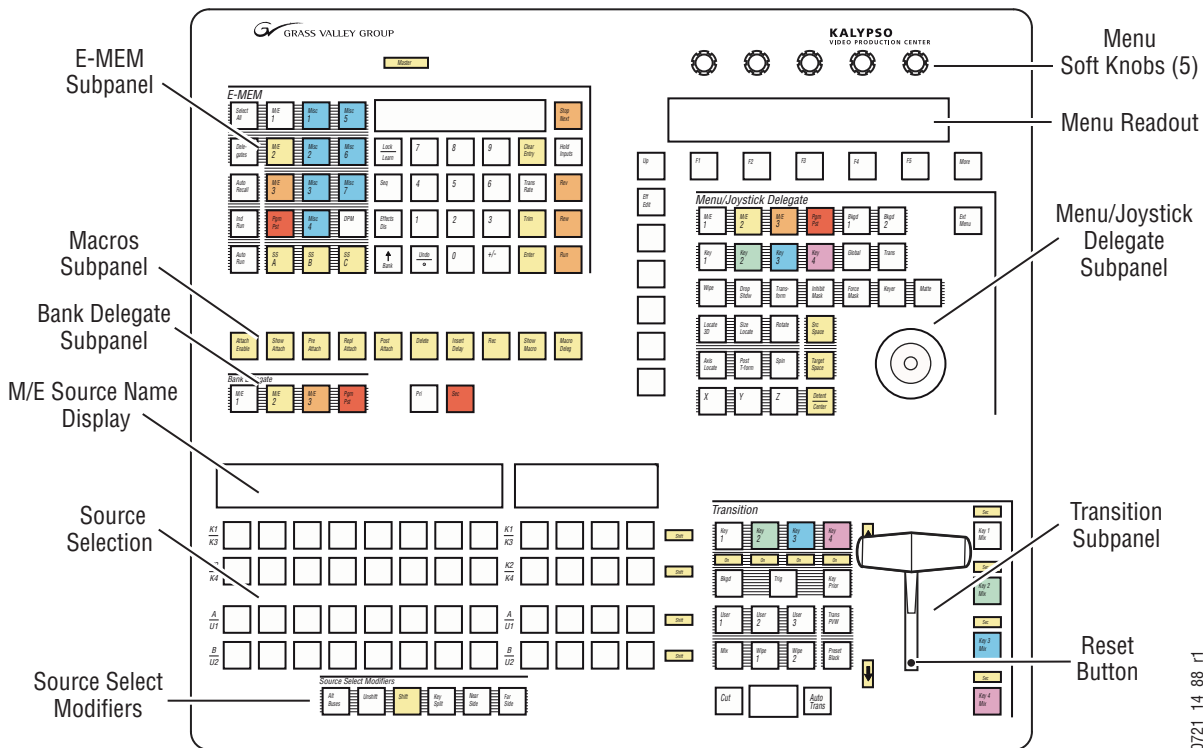 GRASS VALLEY GROUP
KALYPSO
VIDEO PRODUCTION CENTER
Master
E-MEM
Subpanel
Macros
Subpanel
Bank Delegate
Subpanel
M/E Source Name
Display
Source
Selection
Source Select
Modifiers
Menu
Soft Knobs (5)
Menu Readout
Menu/Joystick
Delegate
Subpanel
Transition
Subpanel
Reset
Button
E-MEM
Select All
M/E 1
Misc 1
Misc 5
Stop Next
Dele- gates
M/E 2
Misc 2
Misc 6
Lock Learn
7
8
9
Clear Entry
Hold Inputs
Auto Recall
M/E 3
Misc 3
Misc 7
Seq
4
5
6
Trans Rate
Rev
Ind Run
Pgm Pst
Misc 4
DPM
Effects Dis
1
2
3
Trim
Rew
Auto Run
SS A
SS B
SS C
Bank
Undo
0
+/-
Enter
Run
Attach Enable
Show Attach
Pre Attach
Repl Attach
Post Attach
Delete
Insert Delay
Rec
Show Macro
Macro Deleg
Bank Delegate
M/E 1
M/E 2
M/E 3
Pgm Pst
Pri
Sec
Up
F1
F2
F3
F4
F5
More
Eff Edit
Menu/Joystick Delegate
M/E 1
M/E 2
M/E 3
Pgm Pst
Bkgd 1
Bkgd 2
Ext Menu
Key 1
Key 2
Key 3
Key 4
Global
Trans
Wipe
Drop Shdw
Trans- form
Inhibit Mask
Force Mask
Keyer
Matte
Locate 3D
Size Locate
Rotate
Src Space
Axis Locate
Post T-form
Spin
Target Space
X
Y
Z
Detent Center
K1 K3
K1 K3
Shift
K2 K4
K2 K4
Shift
A U1
A U1
Shift
B U2
B U2
Shift
Source Select Modifiers
All Buses
Unshift
Shift
Key Split
Near Side
Far Side
Transition
Key 1
Key 2
Key 3
Key 4
On
On
On
On
Bkgd
Trig
Key Prior
User 1
User 2
User 3
Trans PVW
Mix
Wipe 1
Wipe 2
Preset Black
Cut
Auto Trans
Sec
Key 1 Mix
Sec
Key 2 Mix
Sec
Key 3 Mix
Sec
Key 4 Mix